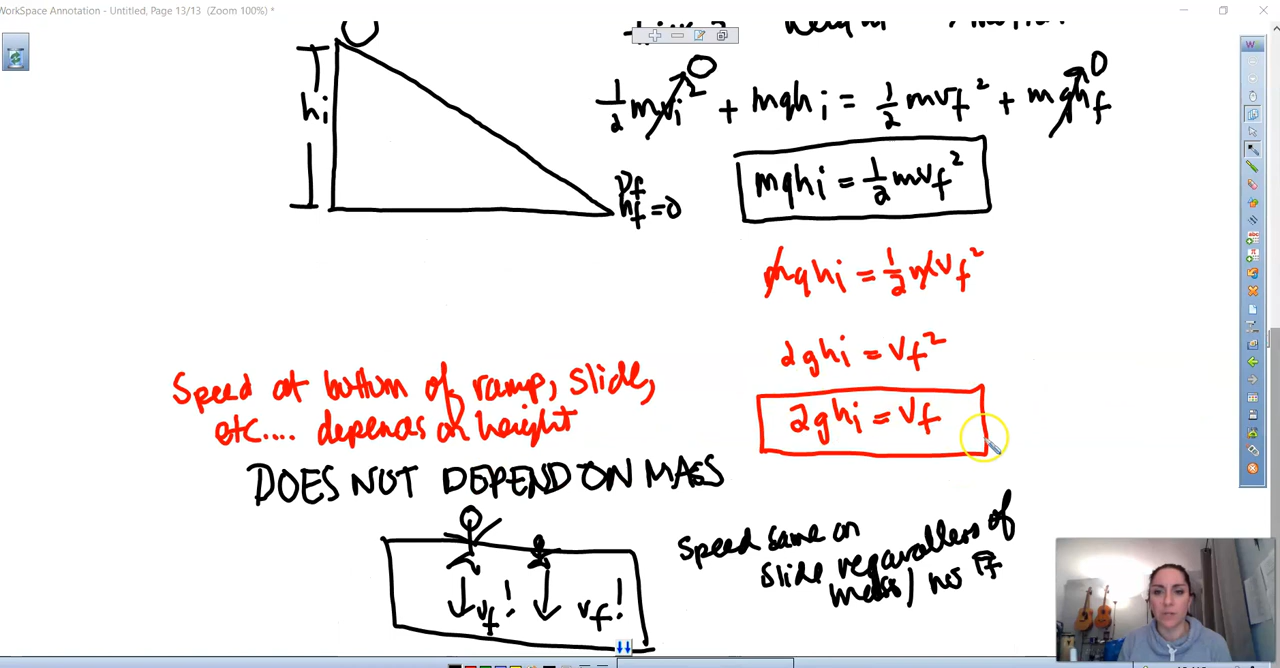 WorkSpace Annotation - Untitled, Page 13/13 (Zoom 100%) *
hi
1/2 mvi² + mghi = 1/2 mvf² + mghf
0
0
mghi = 1/2 mvf²
vf
hf = 0
mghi = 1/2 mvf²
2ghi = vf²
2ghi = vf
Speed at bottom of ramp, slide,
etc.... depends on height
DOES NOT DEPEND ON MASS
vf!
vf!
Speed same on
slide regardless of
mass/ no Ff